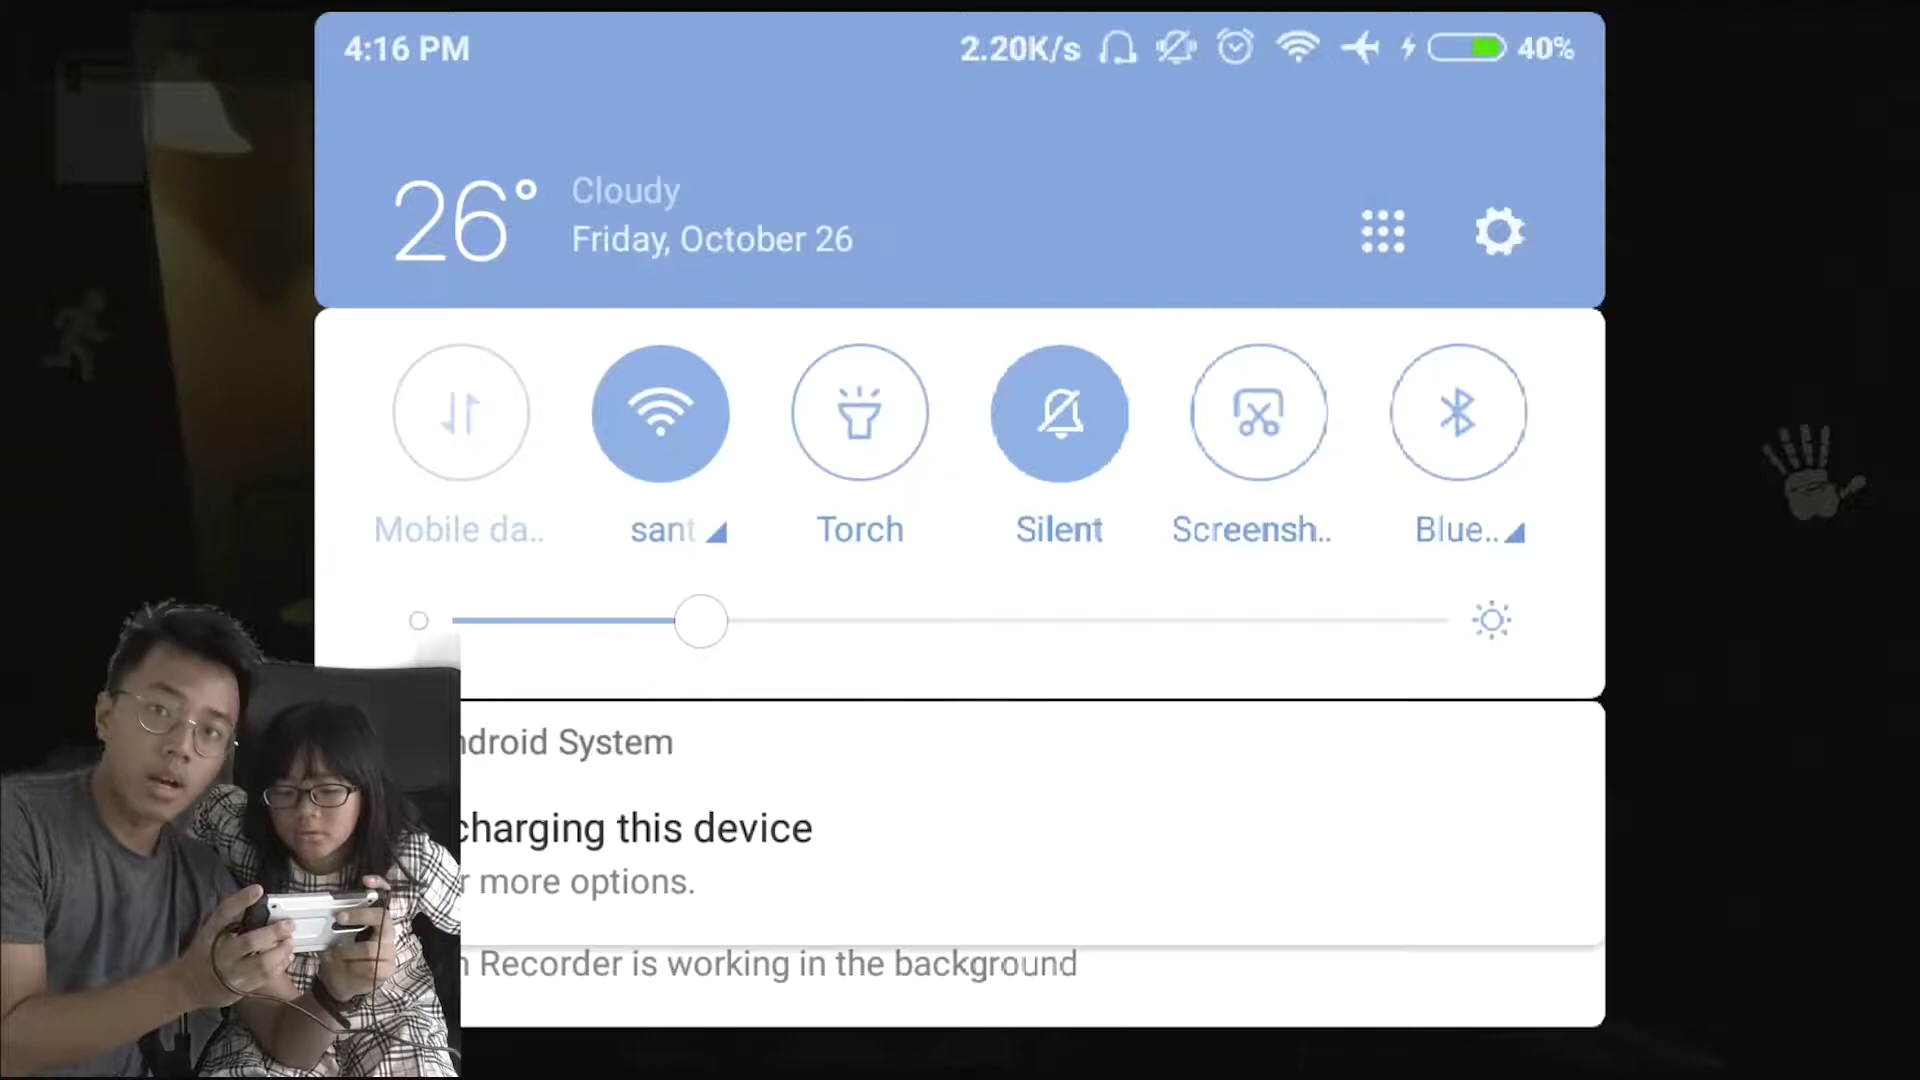 4:16 PM
2.20K/s
40%
26°
Cloudy
Friday, October 26
Mobile da..
sant
Torch
Silent
Screensh..
Blue..
ndroid System
charging this device
r more options.
n Recorder is working in the background